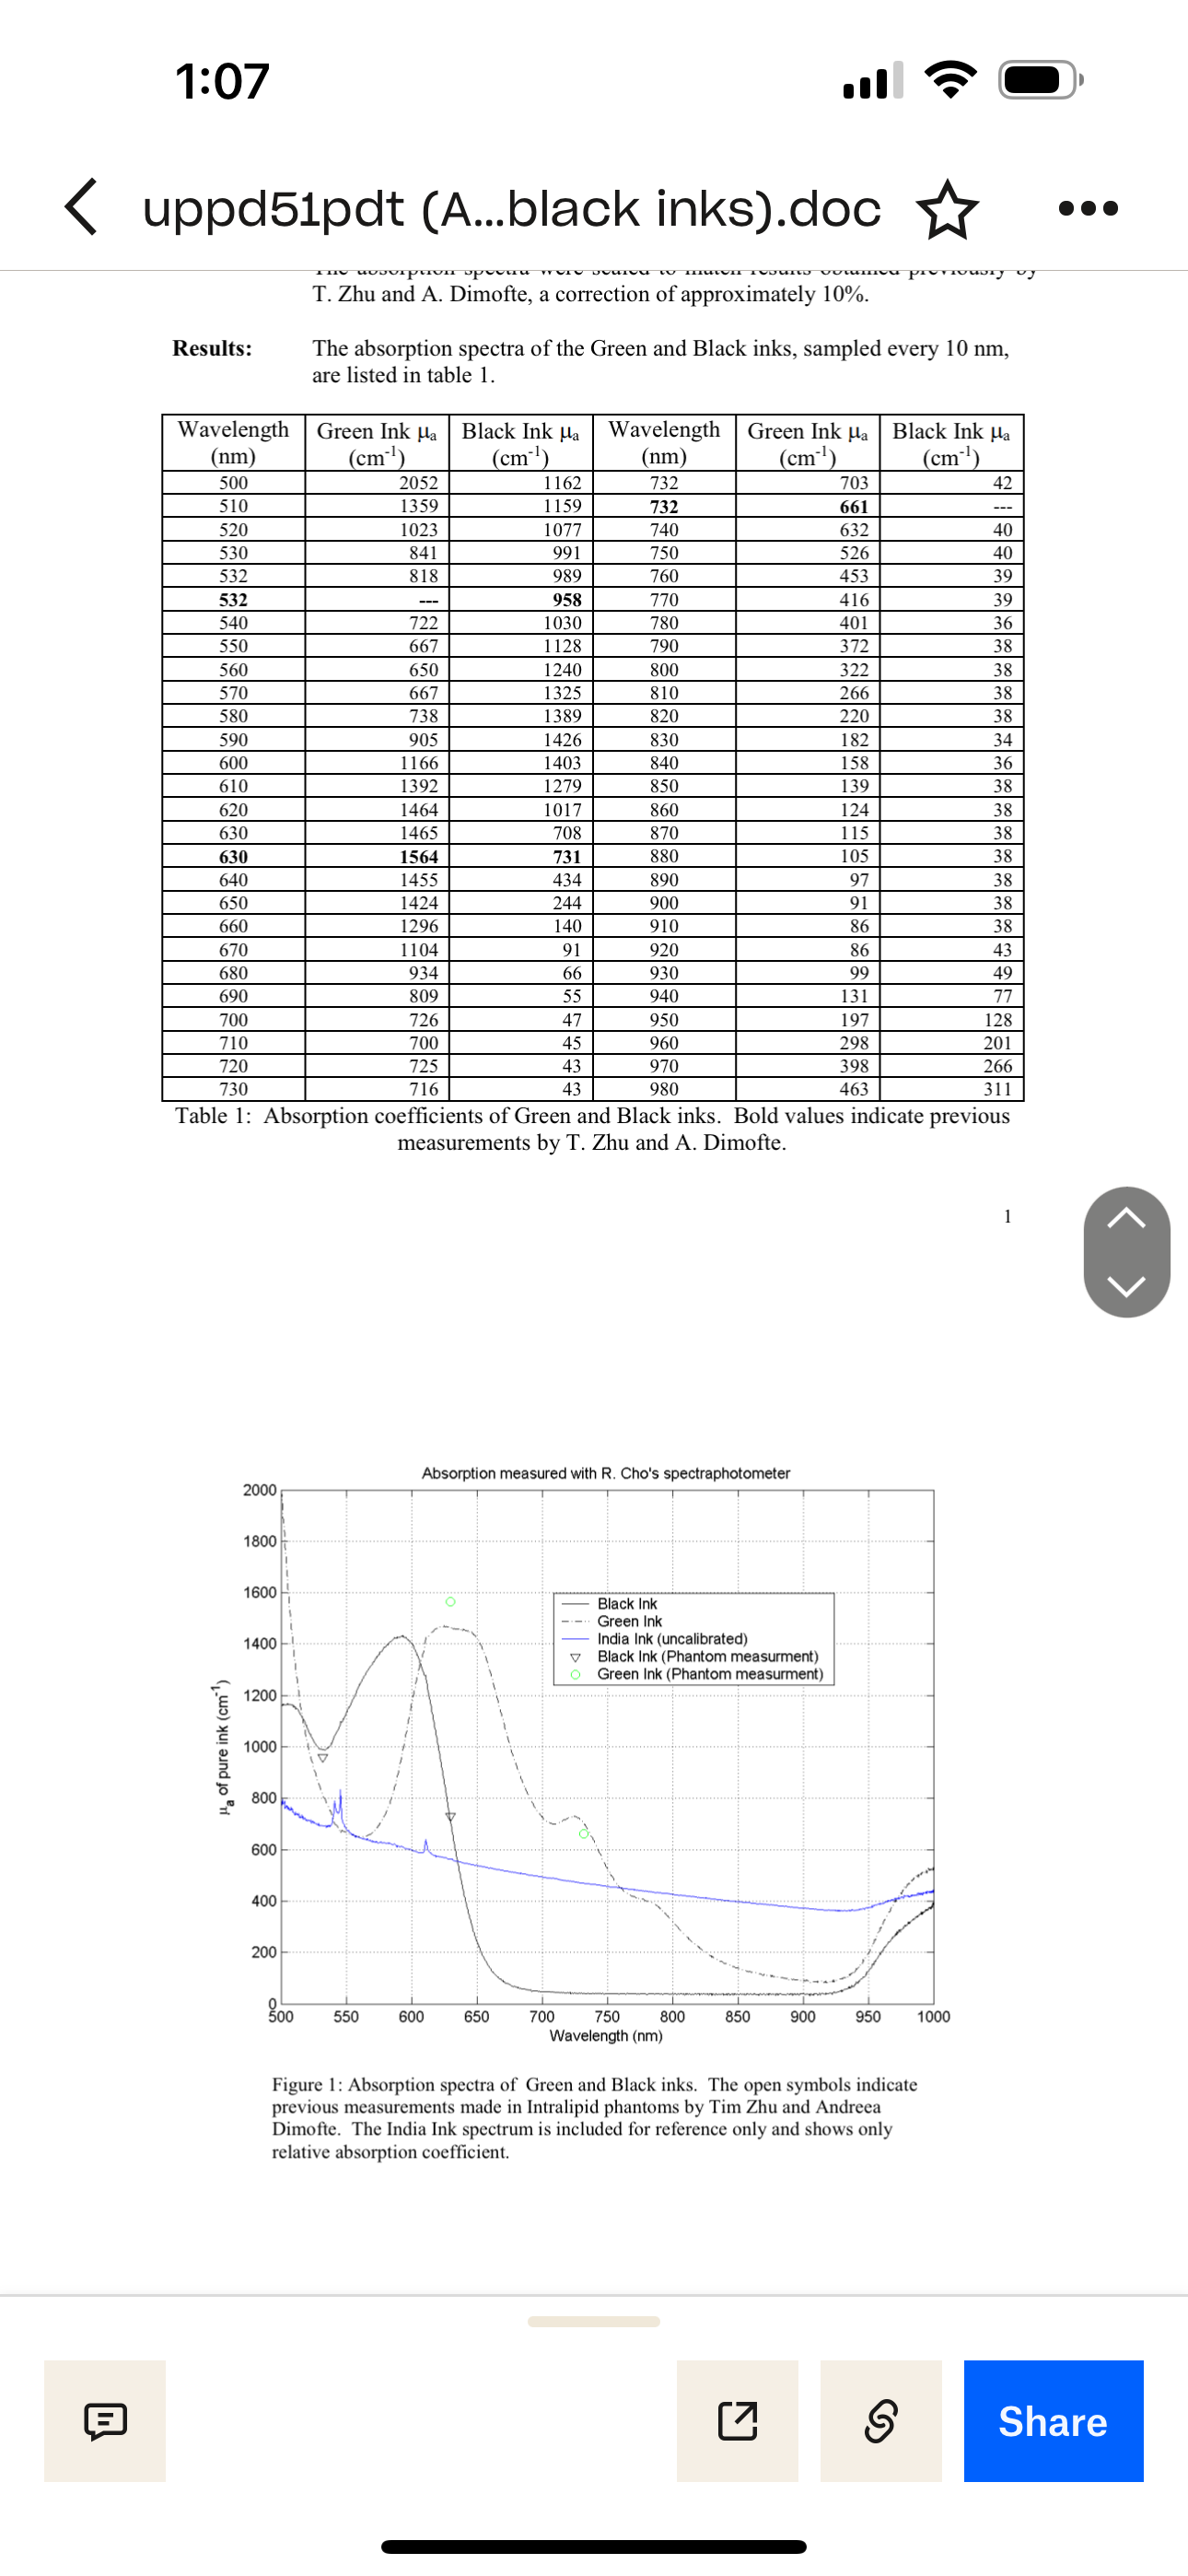 1:07
uppd51pdt (A...black inks).doc
The absorption spectra were scaled to match results obtained previously by
T. Zhu and A. Dimofte, a correction of approximately 10%.
Results: The absorption spectra of the Green and Black inks, sampled every 10 nm,
are listed in table 1.
Wavelength (nm) Green Ink μa (cm-1) Black Ink μa (cm-1) Wavelength (nm) Green Ink μa (cm-1) Black Ink μa (cm-1)
500 2052 1162 732 703 42
510 1359 1159 732 661 ---
520 1023 1077 740 632 40
530 841 991 750 526 40
532 818 989 760 453 39
532 --- 958 770 416 39
540 722 1030 780 401 36
550 667 1128 790 372 38
560 650 1240 800 322 38
570 667 1325 810 266 38
580 738 1389 820 220 38
590 905 1426 830 182 34
600 1166 1403 840 158 36
610 1392 1279 850 139 38
620 1464 1017 860 124 38
630 1465 708 870 115 38
630 1564 731 880 105 38
640 1455 434 890 97 38
650 1424 244 900 91 38
660 1296 140 910 86 38
670 1104 91 920 86 43
680 934 66 930 99 49
690 809 55 940 131 77
700 726 47 950 197 128
710 700 45 960 298 201
720 725 43 970 398 266
730 716 43 980 463 311
Table 1: Absorption coefficients of Green and Black inks. Bold values indicate previous
measurements by T. Zhu and A. Dimofte.
1
Absorption measured with R. Cho's spectraphotometer
2000
1800
1600
1400
1200
1000
800
600
400
200
0
μa of pure ink (cm-1)
Black Ink
Green Ink
India Ink (uncalibrated)
Black Ink (Phantom measurment)
Green Ink (Phantom measurment)
500 550 600 650 700 750 800 850 900 950 1000
Wavelength (nm)
Figure 1: Absorption spectra of Green and Black inks. The open symbols indicate
previous measurements made in Intralipid phantoms by Tim Zhu and Andreea
Dimofte. The India Ink spectrum is included for reference only and shows only
relative absorption coefficient.
Share